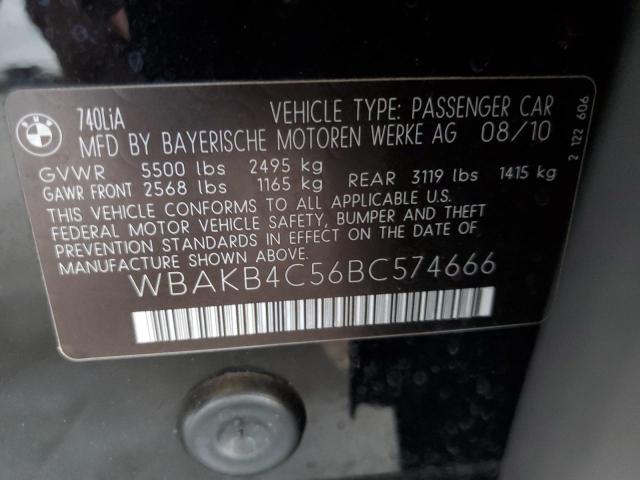 BMW
740LiA VEHICLE TYPE: PASSENGER CAR
MFD BY BAYERISCHE MOTOREN WERKE AG 08/10
GVWR 5500 lbs 2495 kg
GAWR FRONT 2568 lbs 1165 kg REAR 3119 lbs 1415 kg
THIS VEHICLE CONFORMS TO ALL APPLICABLE U.S.
FEDERAL MOTOR VEHICLE SAFETY, BUMPER AND THEFT
PREVENTION STANDARDS IN EFFECT ON THE DATE OF
MANUFACTURE SHOWN ABOVE.
WBAKB4C56BC574666
2 122 606